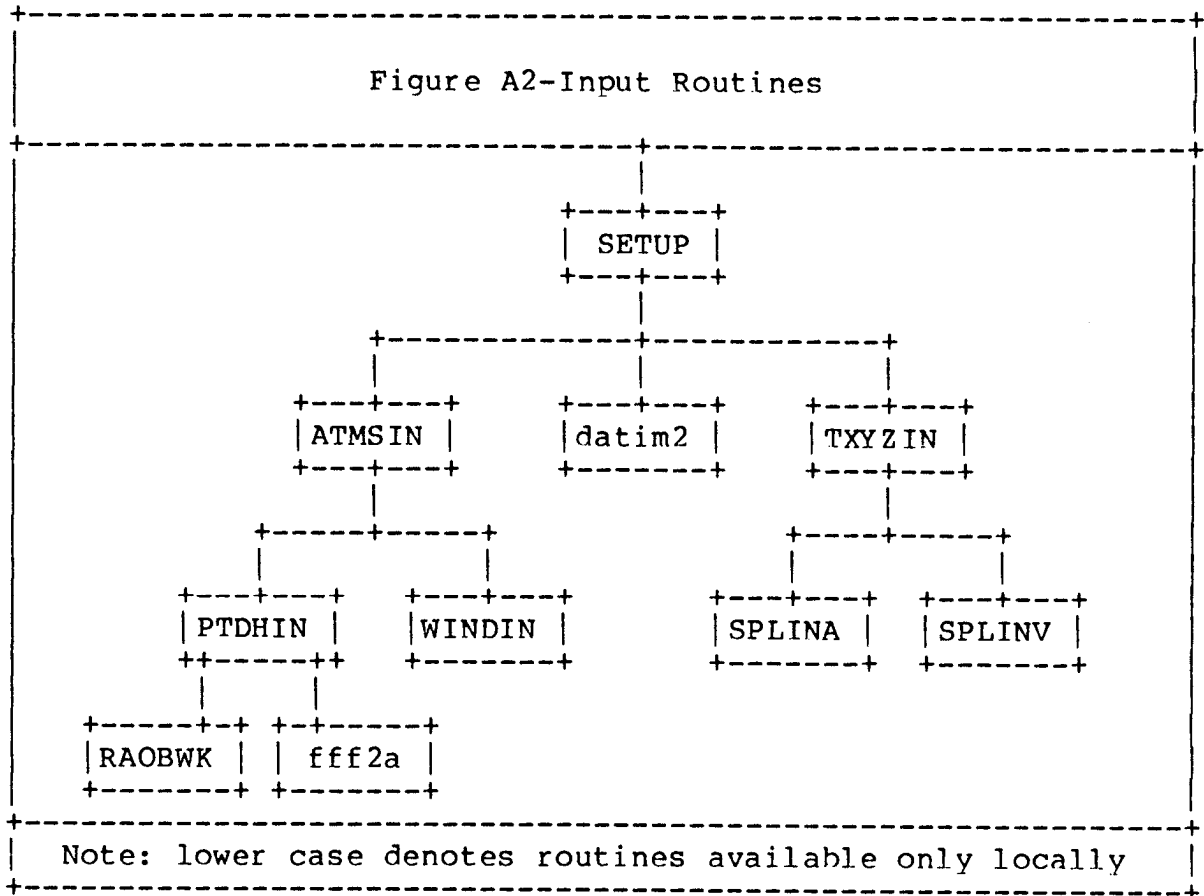 Figure A2-Input Routines
SETUP
ATMSIN datim2 TXYZIN
PTDHIN WINDIN SPLINA SPLINV
RAOBWK fff2a
Note: lower case denotes routines available only locally